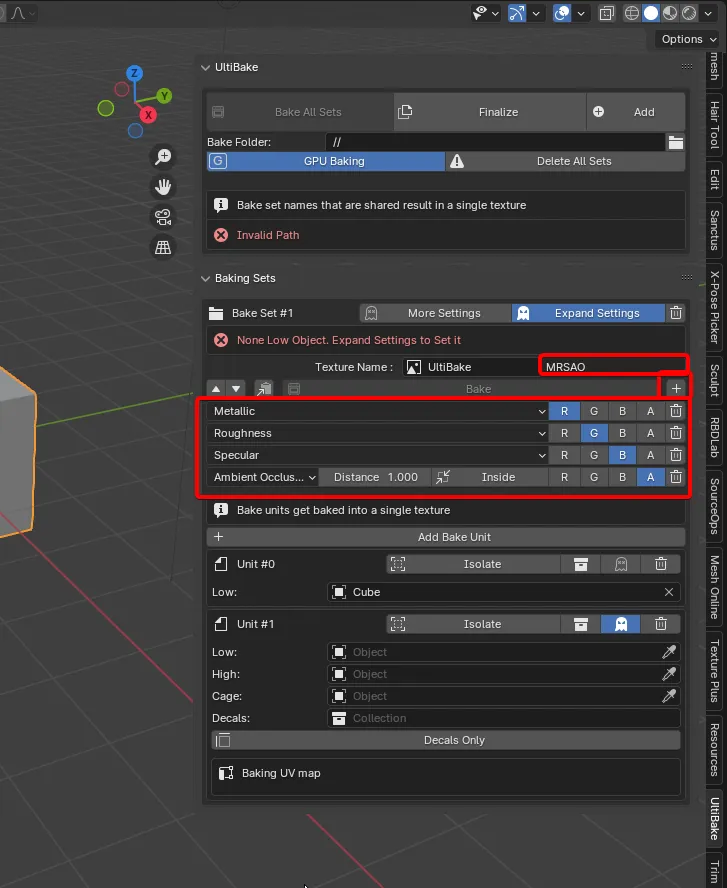 Options
Z
Y
X
UltiBake
Bake All Sets
Finalize
Add
Bake Folder:
//
G
GPU Baking
Delete All Sets
Bake set names that are shared result in a single texture
Invalid Path
Baking Sets
Bake Set #1
More Settings
Expand Settings
None Low Object. Expand Settings to Set it
Texture Name :
UltiBake
MRSAO
Bake
Metallic
R G B A
Roughness
R G B A
Specular
R G B A
Ambient Occlus...
Distance 1.000
Inside
R G B A
Bake units get baked into a single texture
Add Bake Unit
Unit #0
Isolate
Low:
Cube
Unit #1
Isolate
Low:
Object
High:
Object
Cage:
Object
Decals:
Collection
Decals Only
Baking UV map
mesh
Hair Tool
Edit
Sanctus
X-Pose Picker
Sculpt
RBDLab
SourceOps
Mesh Online
Texture Plus
Resources
UltiBake
Trim